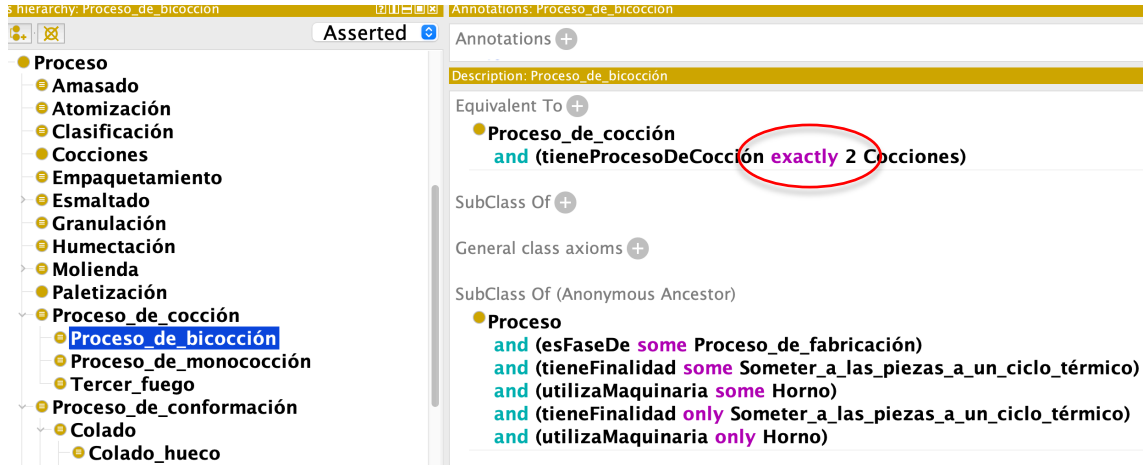 s hierarchy: Proceso_de_bicocción
Asserted
Proceso
Amasado
Atomización
Clasificación
Cocciones
Empaquetamiento
Esmaltado
Granulación
Humectación
Molienda
Paletización
Proceso_de_cocción
Proceso_de_bicocción
Proceso_de_monococción
Tercer_fuego
Proceso_de_conformación
Colado
Colado_hueco
Annotations: Proceso_de_bicocción
Annotations
Description: Proceso_de_bicocción
Equivalent To
Proceso_de_cocción
and (tieneProcesoDeCocción exactly 2 Cocciones)
SubClass Of
General class axioms
SubClass Of (Anonymous Ancestor)
Proceso
and (esFaseDe some Proceso_de_fabricación)
and (tieneFinalidad some Someter_a_las_piezas_a_un_ciclo_térmico)
and (utilizaMaquinaria some Horno)
and (tieneFinalidad only Someter_a_las_piezas_a_un_ciclo_térmico)
and (utilizaMaquinaria only Horno)